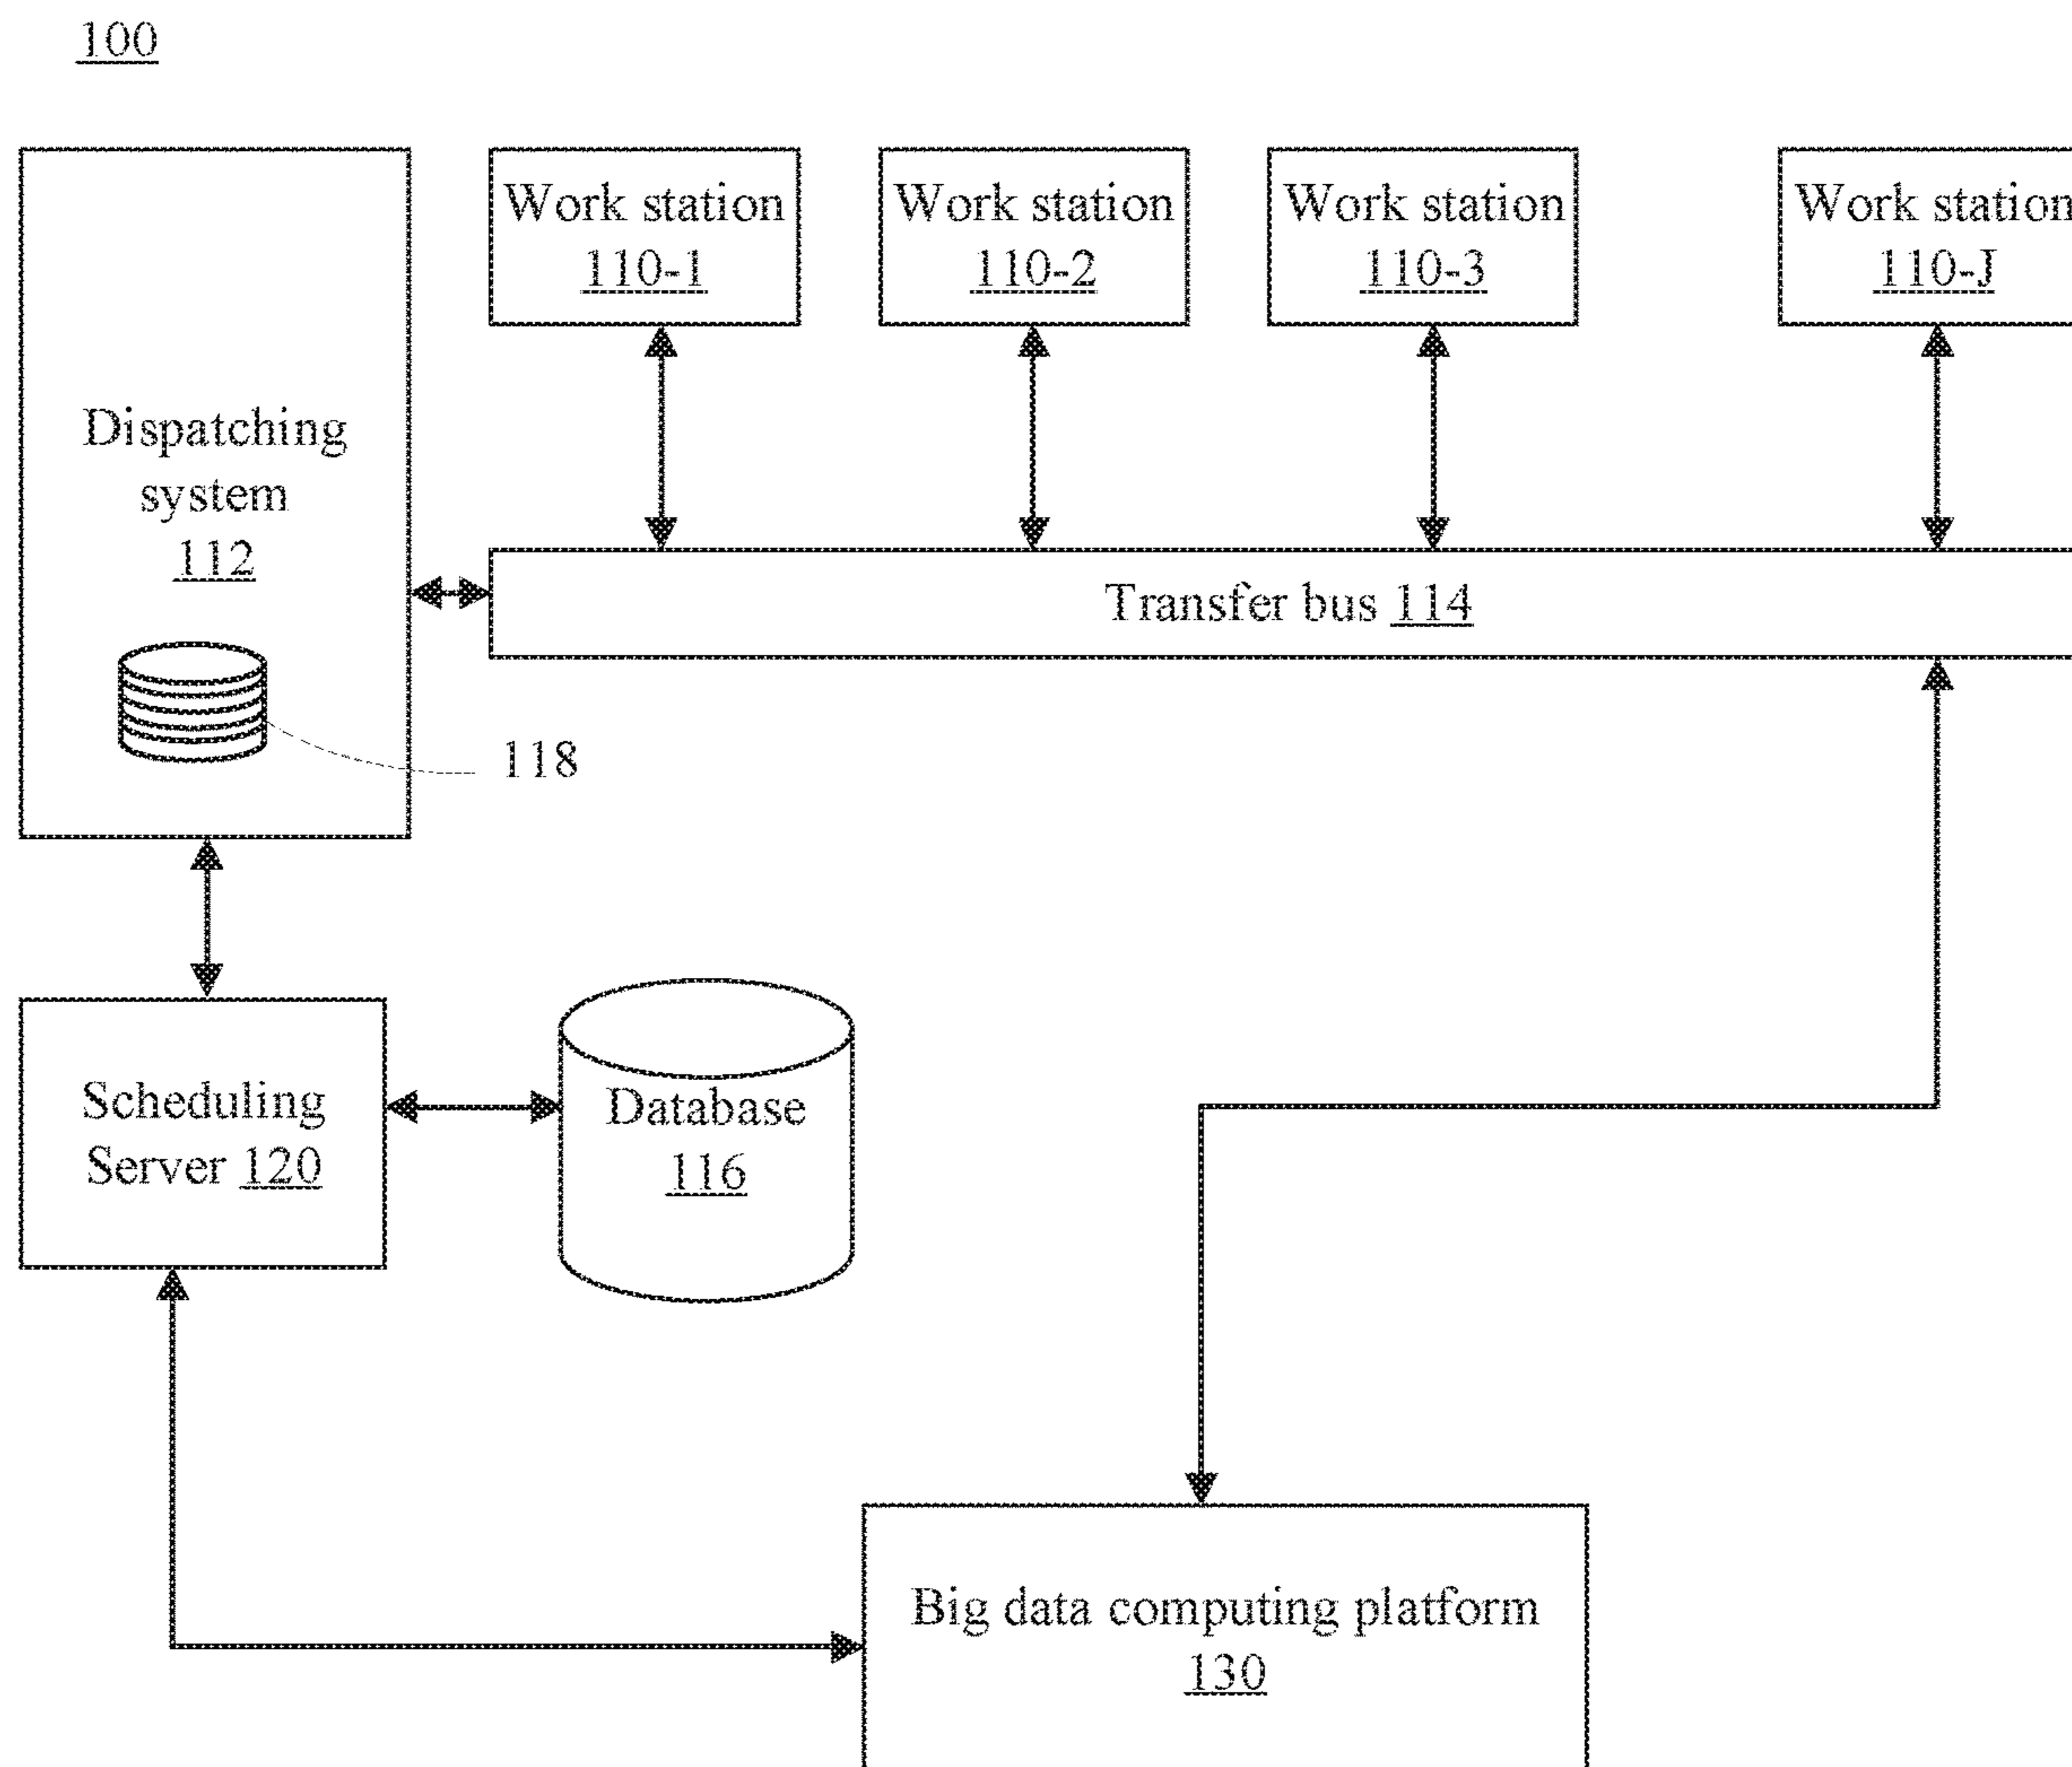 100
Work station
110-1
Work station
110-2
Work station
110-3
Work station
110-J
Dispatching
system
112
Transfer bus 114
118
Scheduling
Server 120
Database
116
Big data computing platform
130